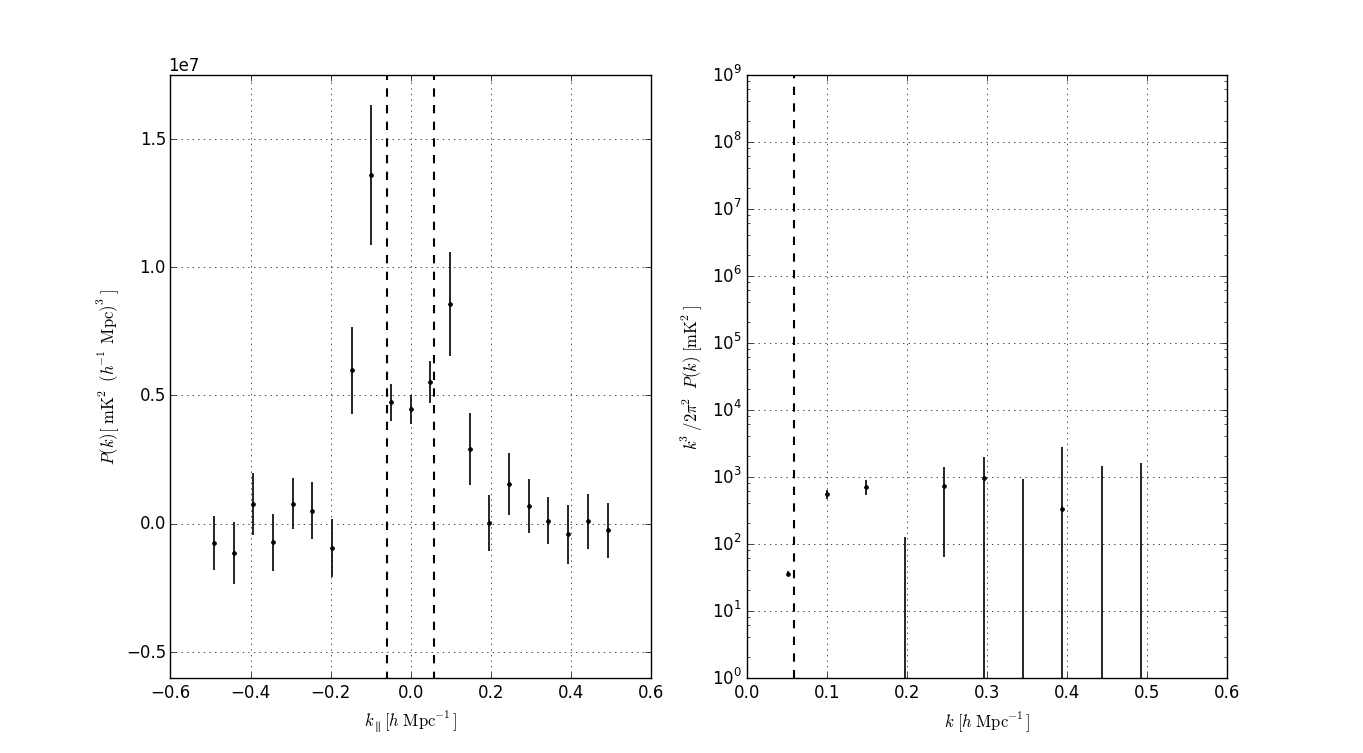 1e7
1.5
1.0
0.5
0.0
−0.5
P(k)[ mK² (h⁻¹ Mpc)³ ]
−0.6 −0.4 −0.2 0.0 0.2 0.4 0.6
k∥ [h Mpc⁻¹]
10⁹
10⁸
10⁷
10⁶
10⁵
10⁴
10³
10²
10¹
10⁰
k³ /2π² P(k) [mK² ]
0.0 0.1 0.2 0.3 0.4 0.5 0.6
k [h Mpc⁻¹]